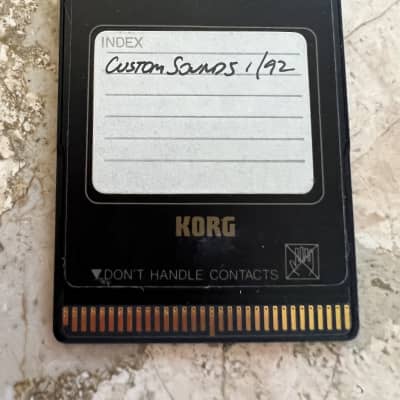 INDEX
CUSTOM SOUNDS 1/92
KORG
▼DON'T HANDLE CONTACTS